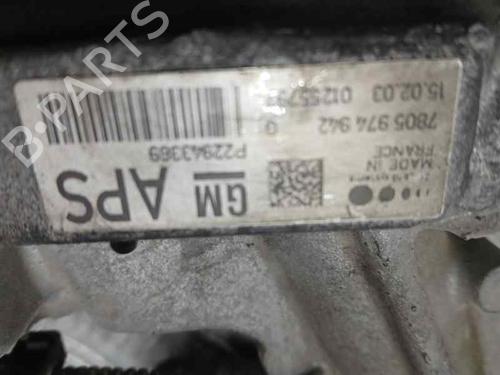 B-PARTS
15.02.03
7805 974 942
MADE IN
FRANCE
P22943369
GM
APS